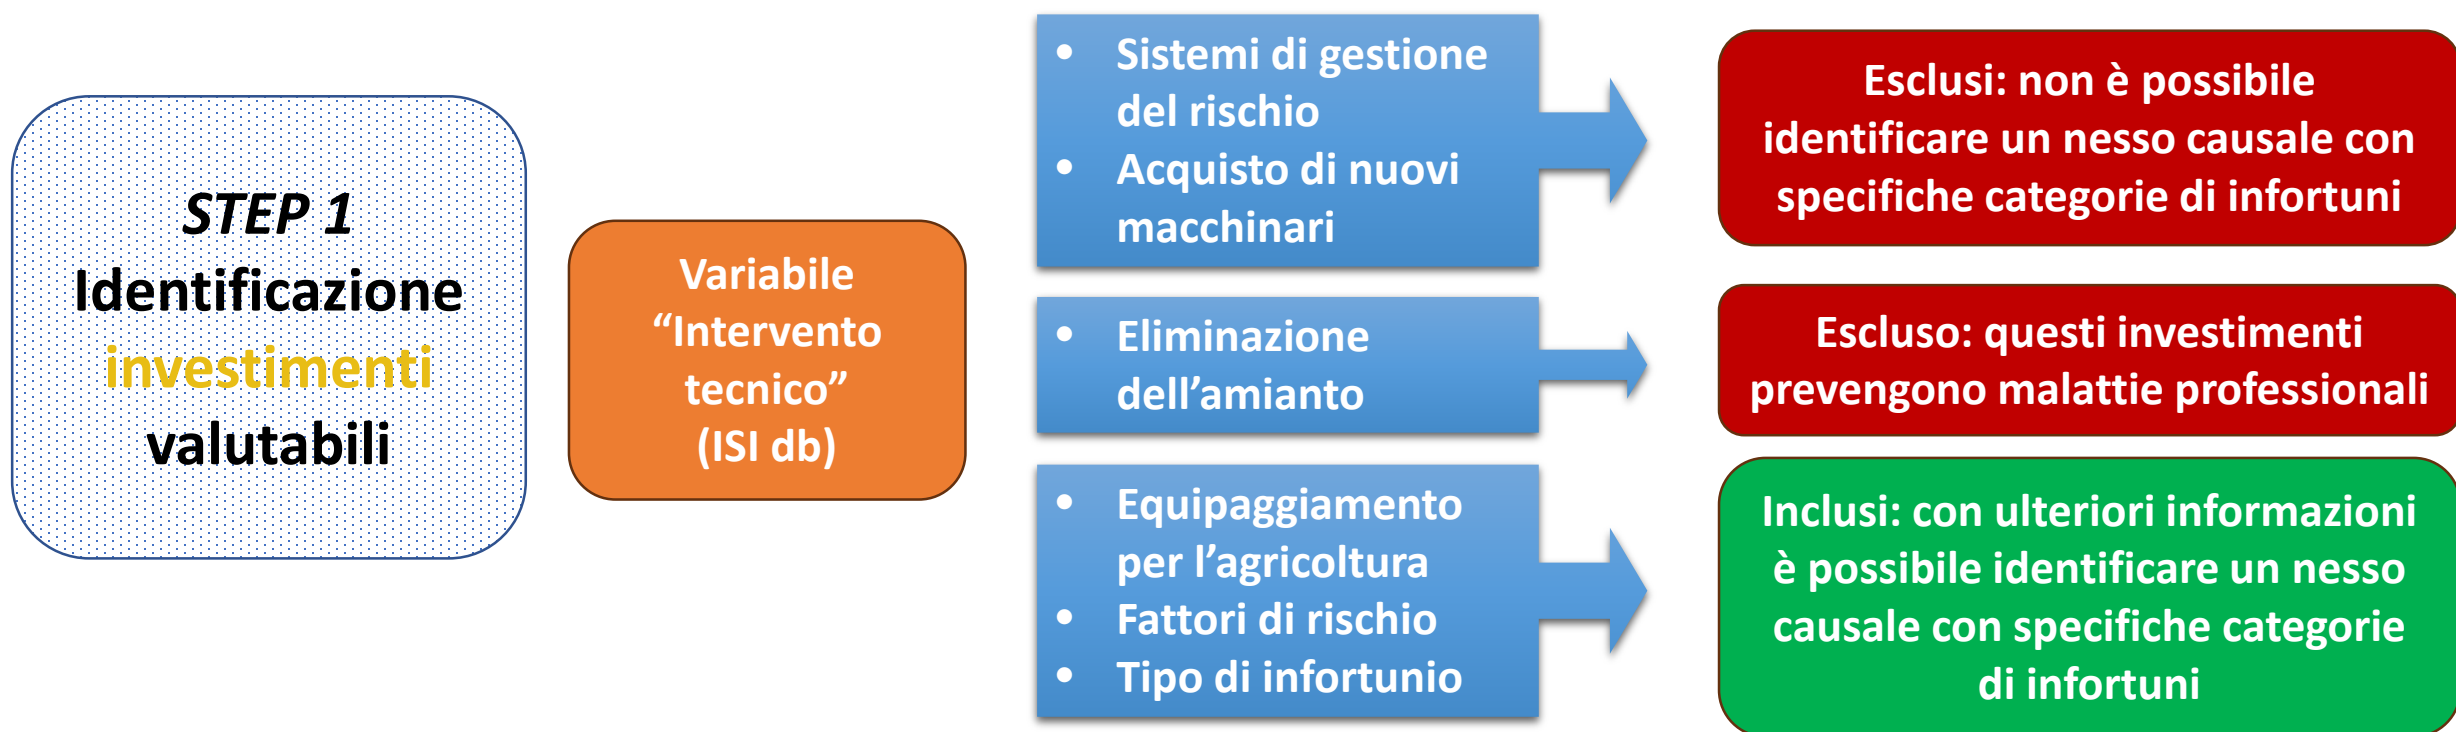 STEP 1
Identificazione
investimenti
valutabili
Variabile
“Intervento
tecnico”
(ISI db)
• Sistemi di gestione
del rischio
• Acquisto di nuovi
macchinari
Esclusi: non è possibile
identificare un nesso causale con
specifiche categorie di infortuni
• Eliminazione
dell’amianto
Escluso: questi investimenti
prevengono malattie professionali
• Equipaggiamento
per l’agricoltura
• Fattori di rischio
• Tipo di infortunio
Inclusi: con ulteriori informazioni
è possibile identificare un nesso
causale con specifiche categorie
di infortuni